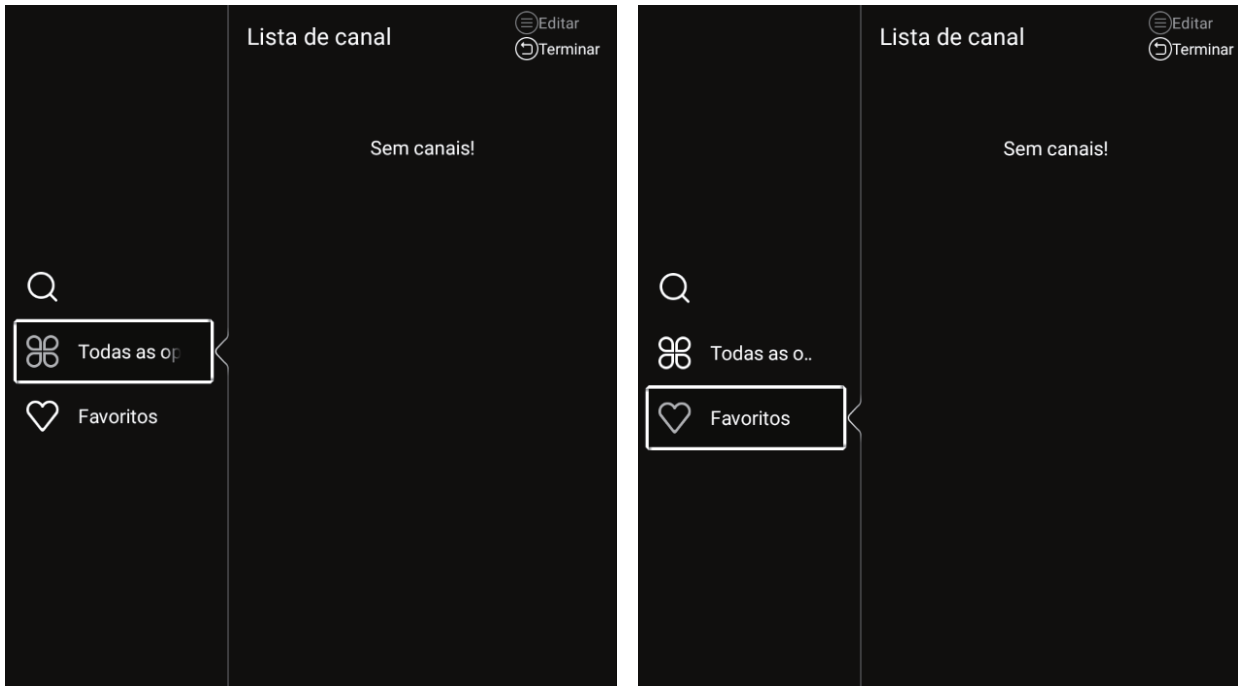 Lista de canal
Editar
Terminar
Sem canais!
Todas as op
Favoritos
Lista de canal
Editar
Terminar
Sem canais!
Todas as o..
Favoritos